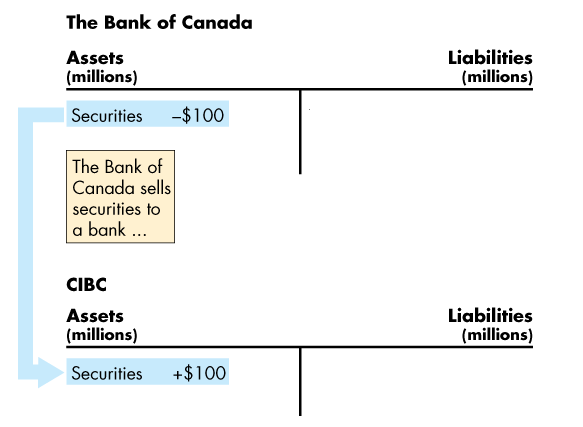 The Bank of Canada
Assets Liabilities
(millions) (millions)
Securities –$100
The Bank of
Canada sells
securities to
a bank ...
CIBC
Assets Liabilities
(millions) (millions)
Securities +$100